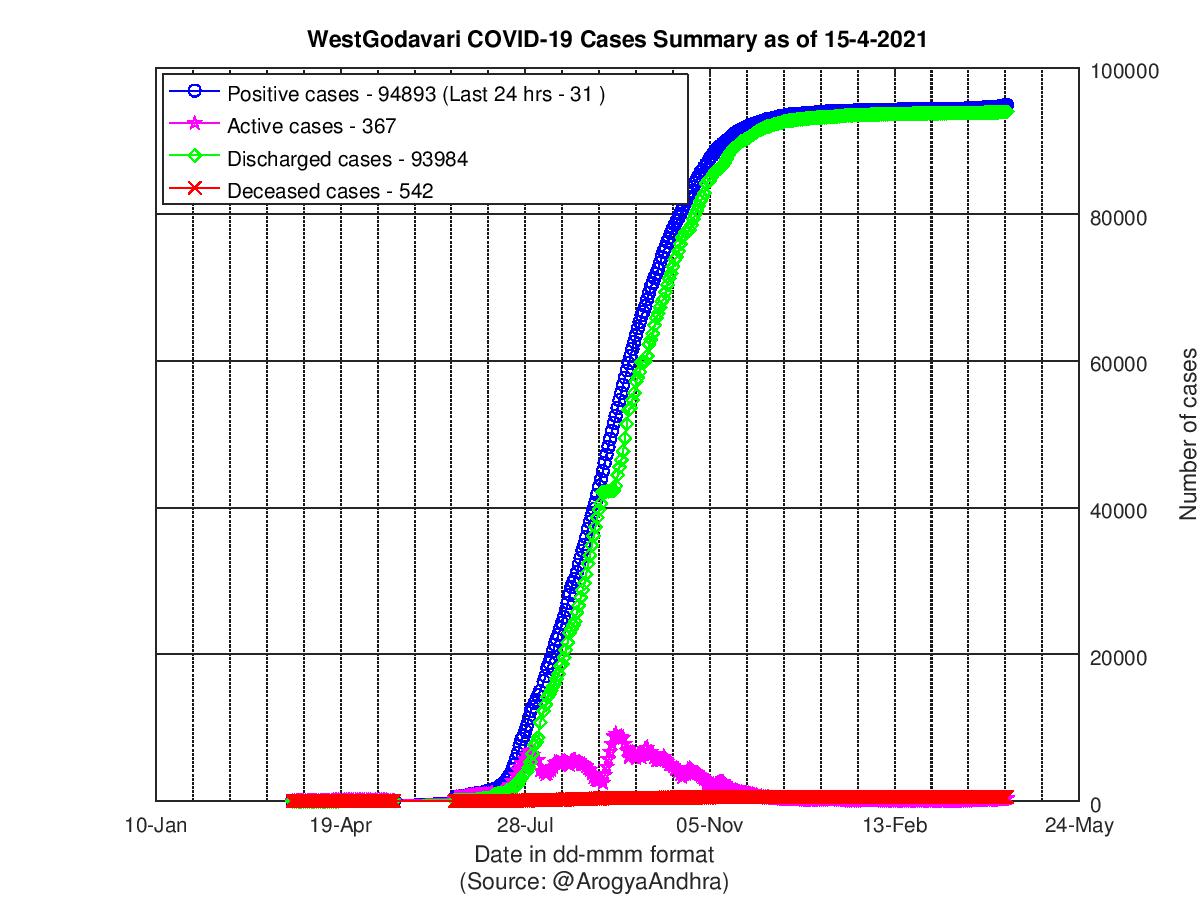 WestGodavari COVID-19 Cases Summary as of 15-4-2021
Positive cases - 94893 (Last 24 hrs - 31 )
Active cases - 367
Discharged cases - 93984
Deceased cases - 542
100000
80000
60000
40000
20000
0
Number of cases
10-Jan 19-Apr 28-Jul 05-Nov 13-Feb 24-May
Date in dd-mmm format
(Source: @ArogyaAndhra)